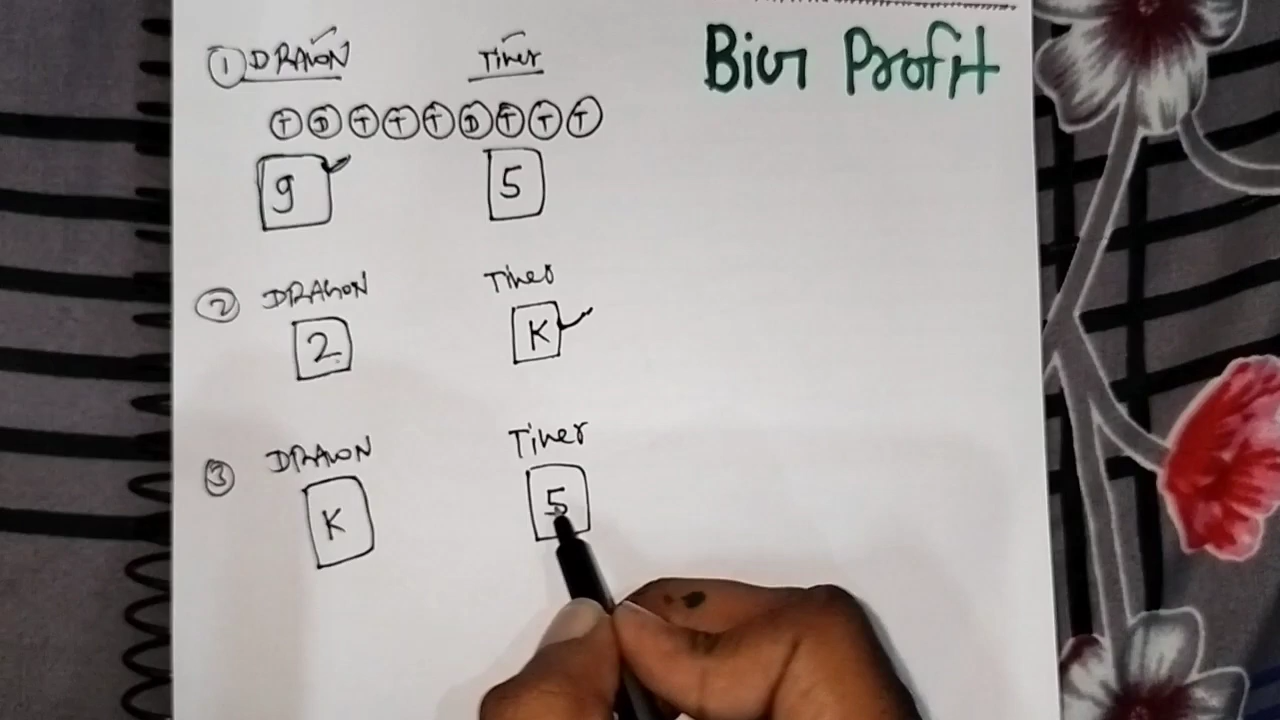 ① DRAGON Tiger Big Profit
T D T T T D T T T
9 5
② DRAGON Tiger
2 K
③ DRAGON Tiger
K 5